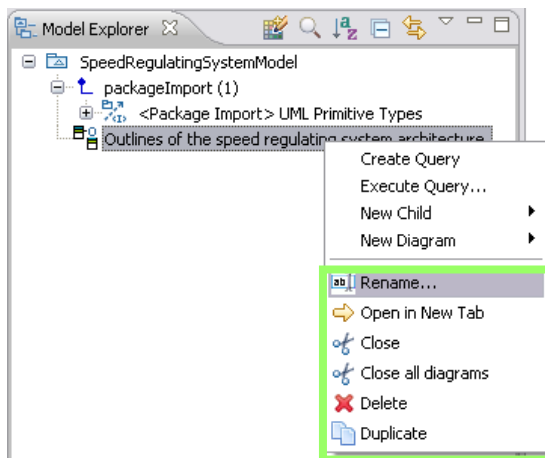 Model Explorer
SpeedRegulatingSystemModel
packageImport (1)
<Package Import> UML Primitive Types
Outlines of the speed regulating system architecture
Create Query
Execute Query...
New Child
New Diagram
Rename...
Open in New Tab
Close
Close all diagrams
Delete
Duplicate